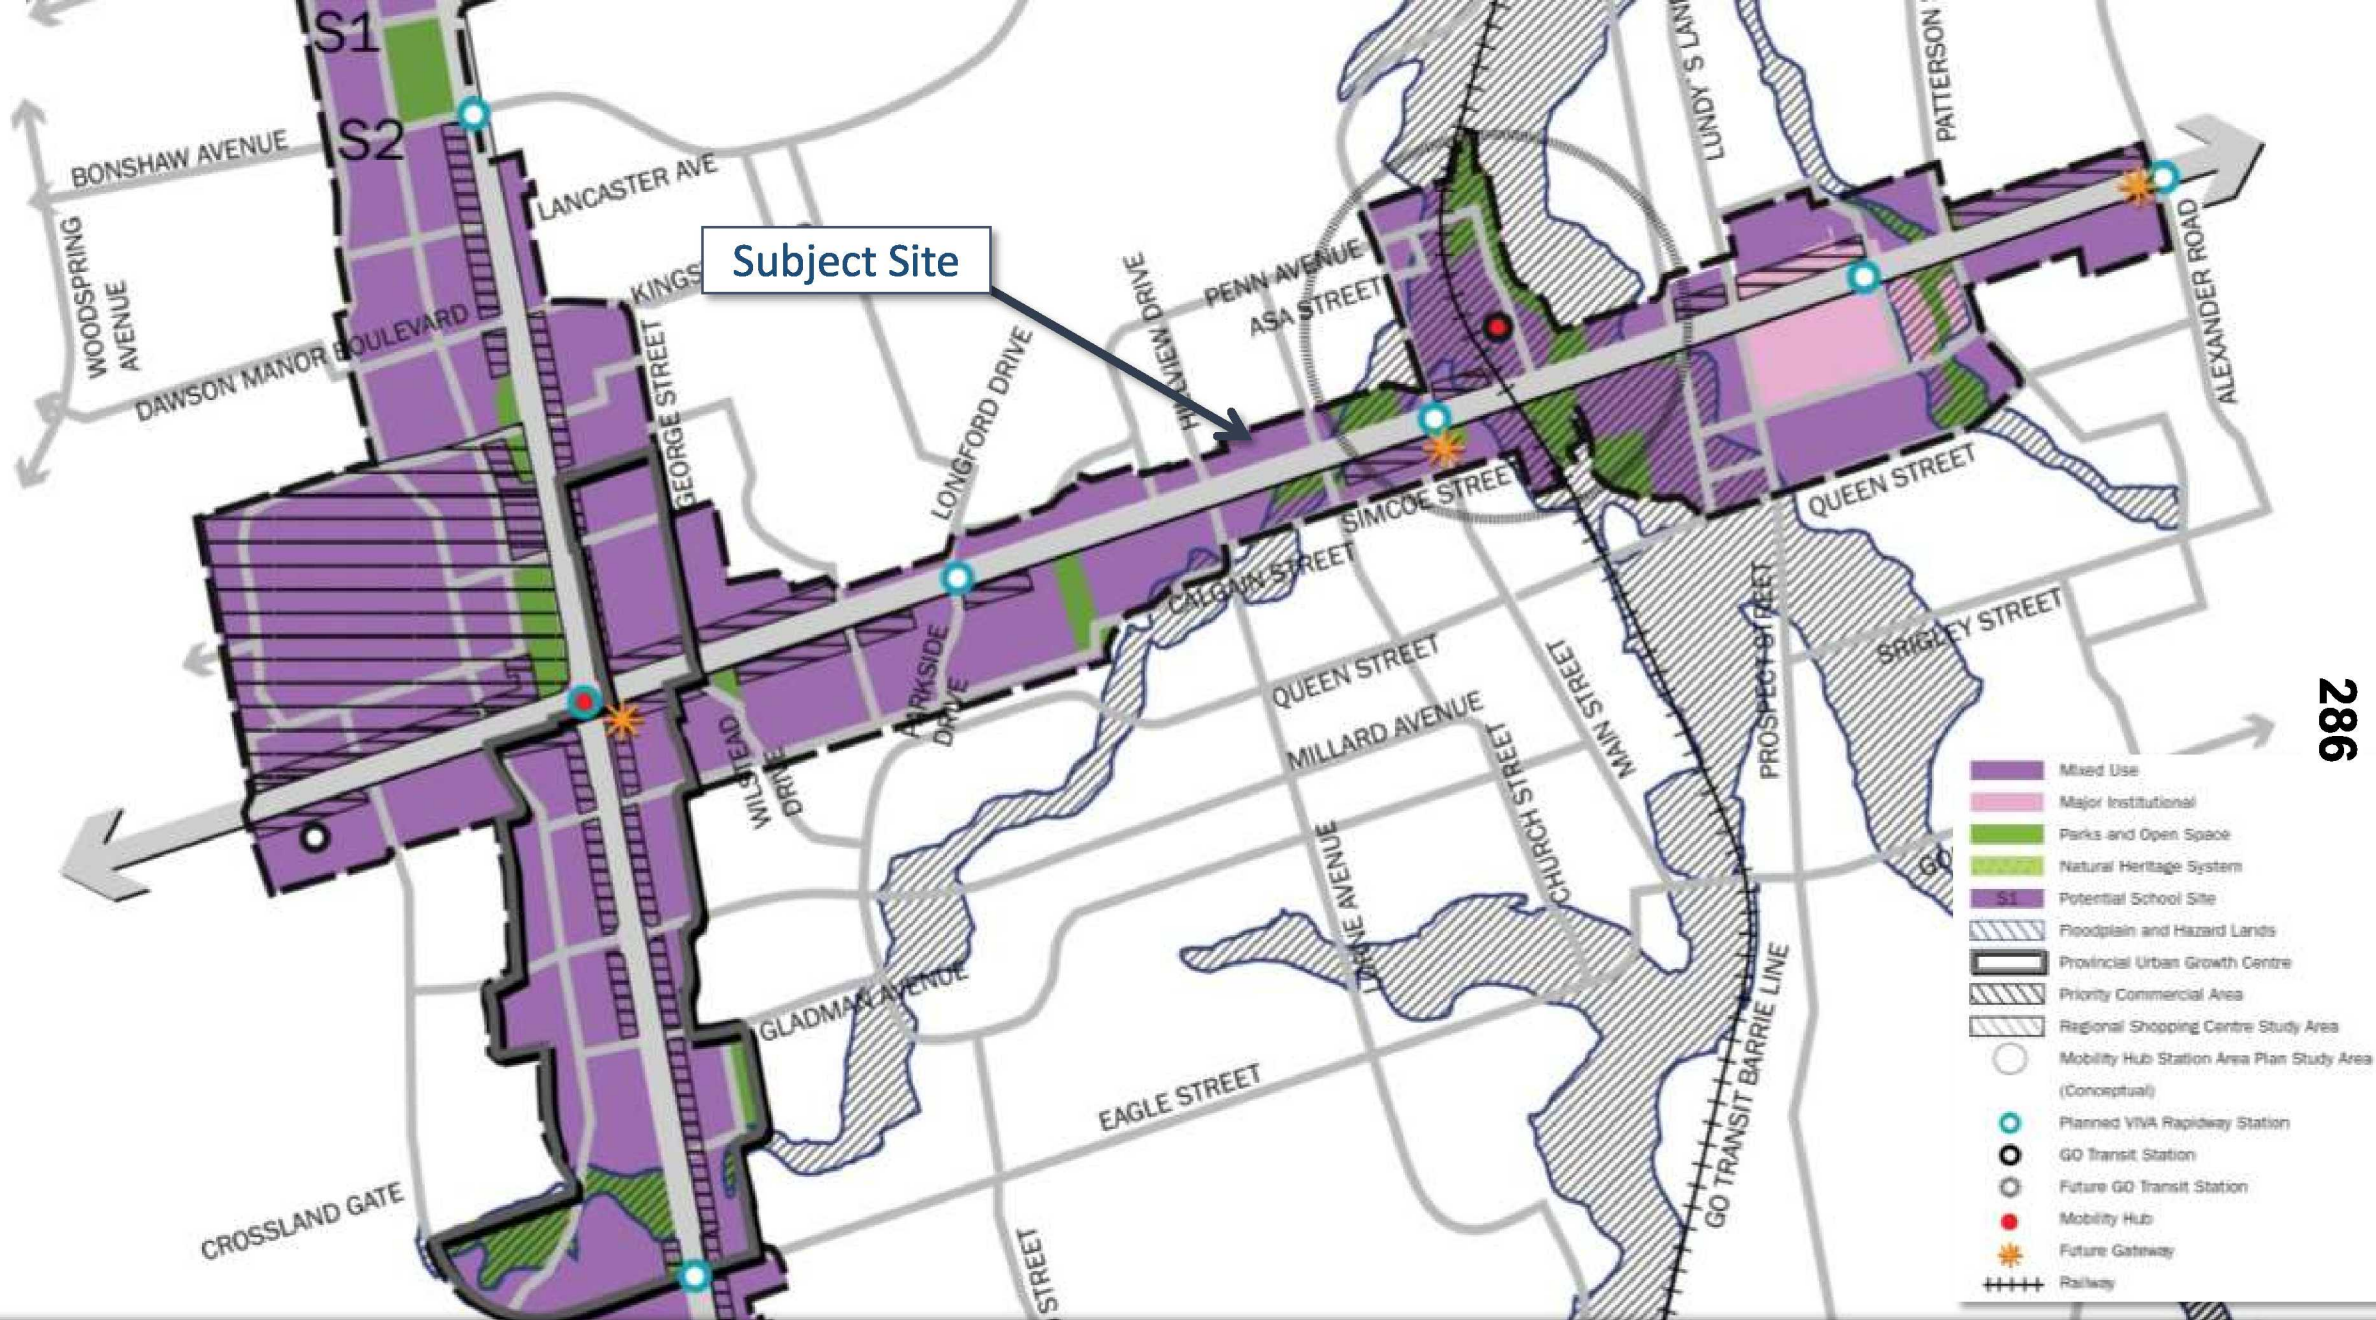 S1
S2
BONSHAW AVENUE
WOODSPRING
AVENUE
LANCASTER AVE
KINGS
DAWSON MANOR BOULEVARD
GEORGE STREET
Subject Site
LONGFORD DRIVE
HILLVIEW DRIVE
PENN AVENUE
ASA STREET
LUNDY'S LAN
PATTERSON
ALEXANDER ROAD
SIMCOE STREET
CALGAIN STREET
QUEEN STREET
PARKSIDE
DRIVE
WILSTEAD
DRIVE
QUEEN STREET
MILLARD AVENUE
CHURCH STREET
MAIN STREET
PROSPECT STREET
SRIGLEY STREET
LORNE AVENUE
GLADMAN AVENUE
EAGLE STREET
CROSSLAND GATE
STREET
GO TRANSIT BARRIE LINE
GO
286
Mixed Use
Major Institutional
Parks and Open Space
Natural Heritage System
S1 Potential School Site
Floodplain and Hazard Lands
Provincial Urban Growth Centre
Priority Commercial Area
Regional Shopping Centre Study Area
Mobility Hub Station Area Plan Study Area
(Conceptual)
Planned VIVA Rapidway Station
GO Transit Station
Future GO Transit Station
Mobility Hub
Future Gateway
Railway